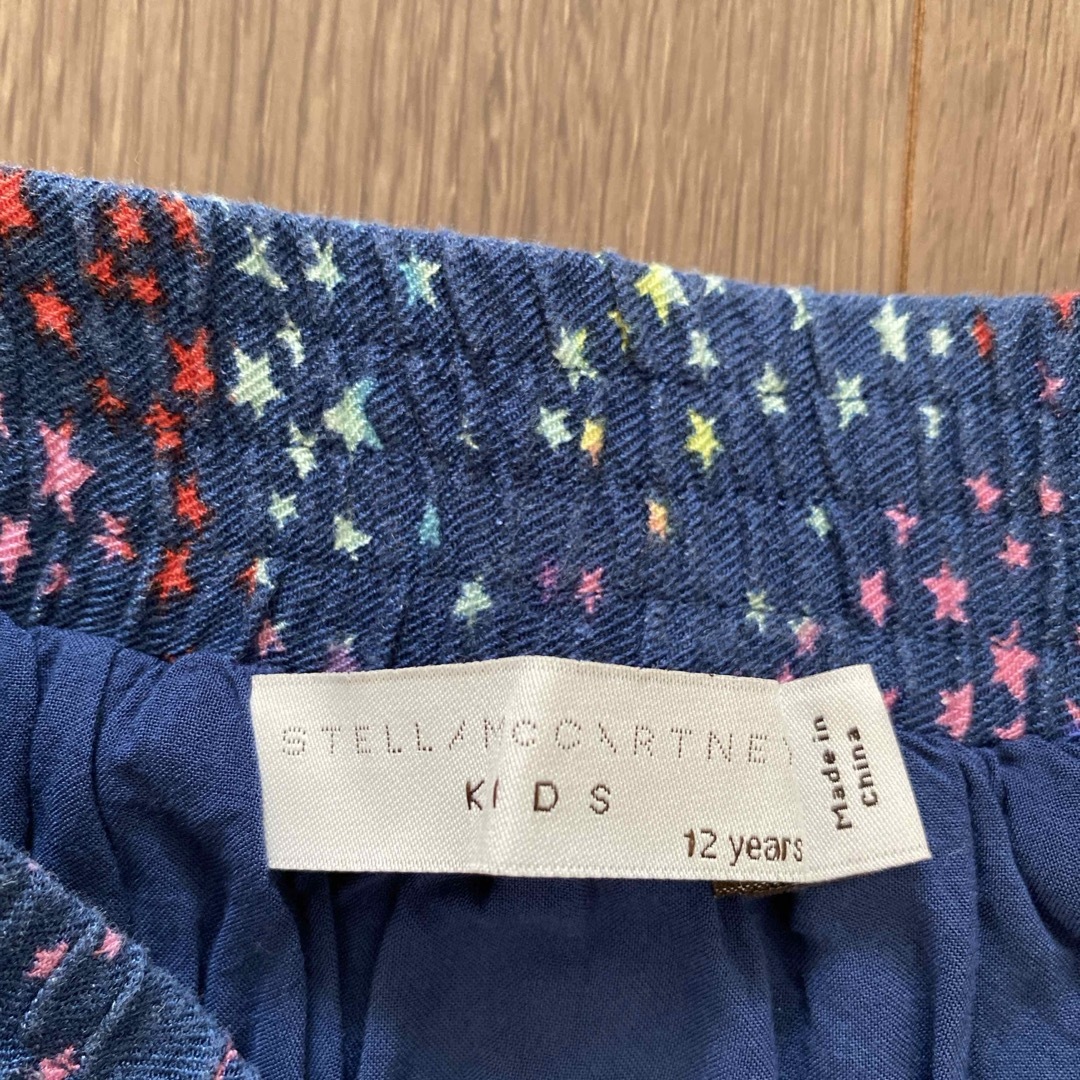 STELLA McCARTNEY
KIDS
12 years
Made in
China